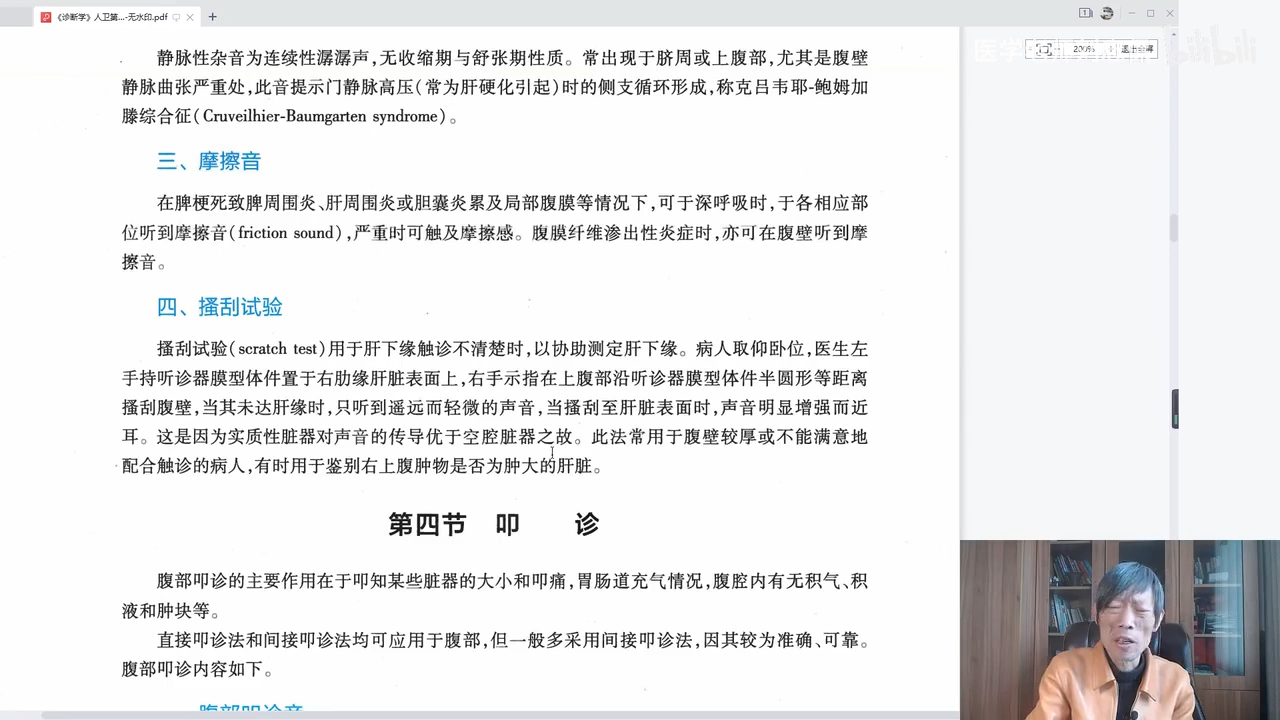 《诊断学》人卫第...-无水印.pdf
200%
bilibili
静脉性杂音为连续性潺潺声,无收缩期与舒张期性质。常出现于脐周或上腹部,尤其是腹壁
静脉曲张严重处,此音提示门静脉高压(常为肝硬化引起)时的侧支循环形成,称克吕韦耶-鲍姆加
滕综合征(Cruveilhier-Baumgarten syndrome)。
三、摩擦音
在脾梗死致脾周围炎、肝周围炎或胆囊炎累及局部腹膜等情况下,可于深呼吸时,于各相应部
位听到摩擦音(friction sound),严重时可触及摩擦感。腹膜纤维渗出性炎症时,亦可在腹壁听到摩
擦音。
四、搔刮试验
搔刮试验(scratch test)用于肝下缘触诊不清楚时,以协助测定肝下缘。病人取仰卧位,医生左
手持听诊器膜型体件置于右肋缘肝脏表面上,右手示指在上腹部沿听诊器膜型体件半圆形等距离
搔刮腹壁,当其未达肝缘时,只听到遥远而轻微的声音,当搔刮至肝脏表面时,声音明显增强而近
耳。这是因为实质性脏器对声音的传导优于空腔脏器之故。此法常用于腹壁较厚或不能满意地
配合触诊的病人,有时用于鉴别右上腹肿物是否为肿大的肝脏。
第四节 叩 诊
腹部叩诊的主要作用在于叩知某些脏器的大小和叩痛,胃肠道充气情况,腹腔内有无积气、积
液和肿块等。
直接叩诊法和间接叩诊法均可应用于腹部,但一般多采用间接叩诊法,因其较为准确、可靠。
腹部叩诊内容如下。
腹部叩诊音